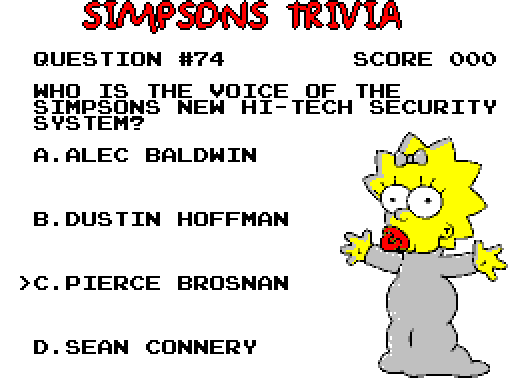 SIMPSONS TRIVIA
QUESTION #74 SCORE 000
WHO IS THE VOICE OF THE
SIMPSONS NEW HI-TECH SECURITY
SYSTEM?
A.ALEC BALDWIN
B.DUSTIN HOFFMAN
>C.PIERCE BROSNAN
D.SEAN CONNERY